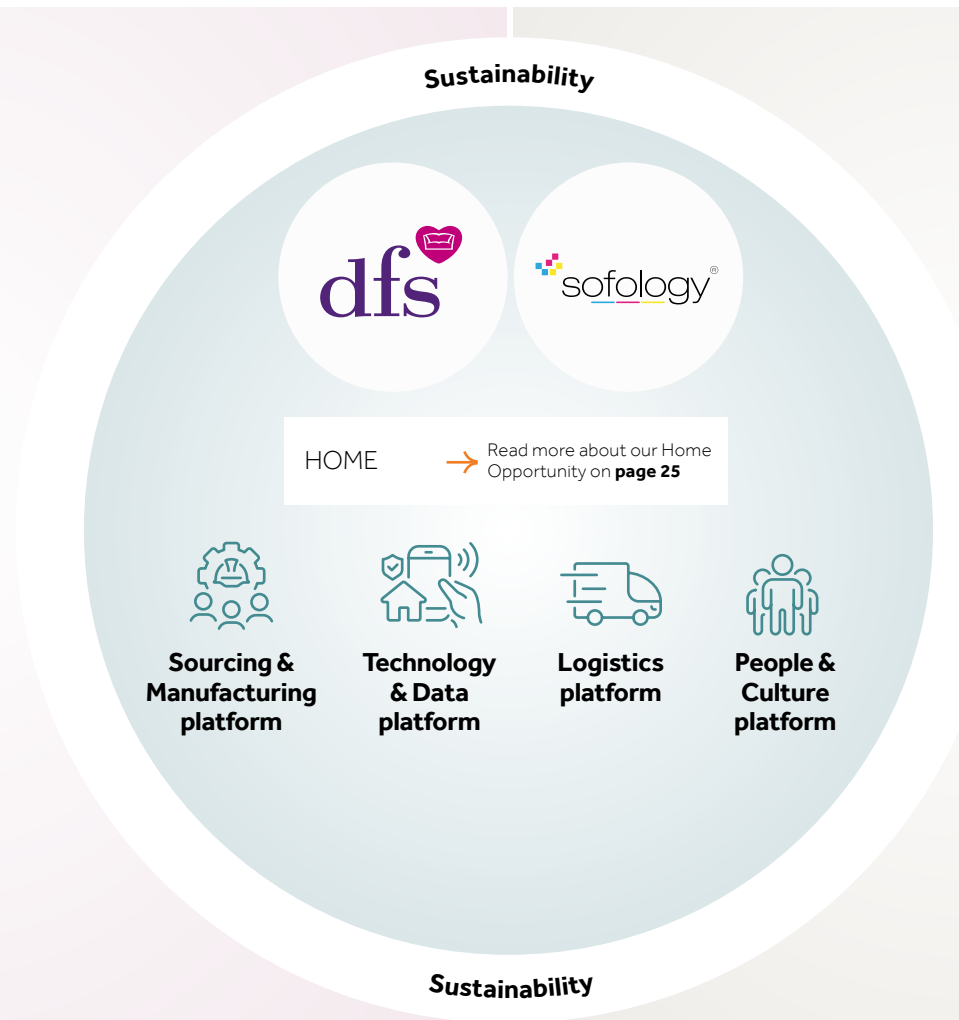 Sustainability
dfs
sofology®
HOME
Read more about our Home
Opportunity on page 25
Sourcing &
Manufacturing
platform
Technology
& Data
platform
Logistics
platform
People &
Culture
platform
Sustainability